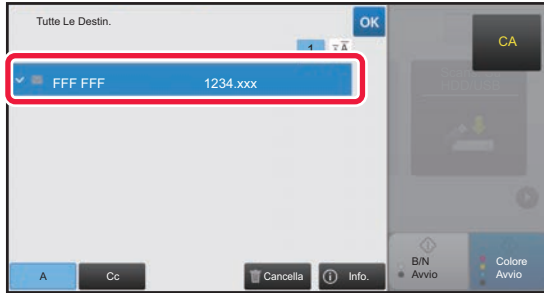 Tutte Le Destin.
OK
CA
1
FFF FFF 1234.xxx
A
Cc
Cancella
Info.
B/N
Avvio
Colore
Avvio